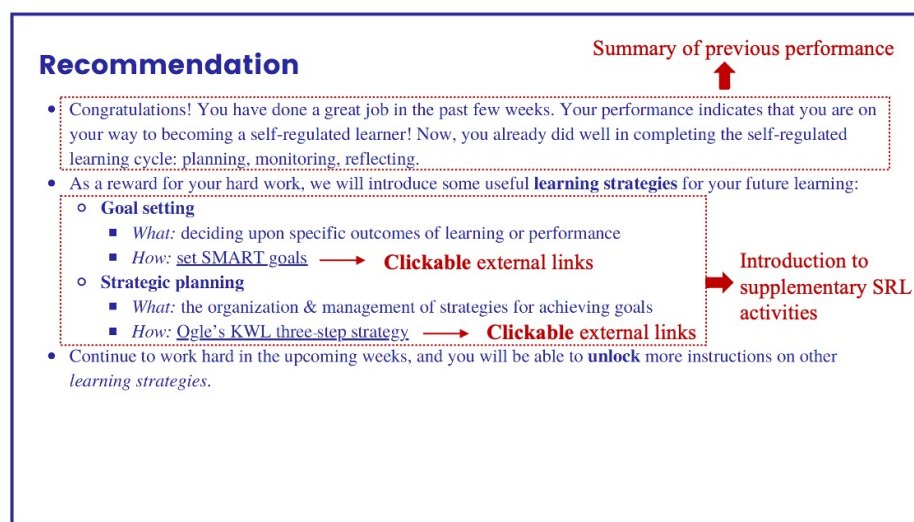 Recommendation
Summary of previous performance
• Congratulations! You have done a great job in the past few weeks. Your performance indicates that you are on
your way to becoming a self-regulated learner! Now, you already did well in completing the self-regulated
learning cycle: planning, monitoring, reflecting.
• As a reward for your hard work, we will introduce some useful learning strategies for your future learning:
○ Goal setting
■ What: deciding upon specific outcomes of learning or performance
■ How: set SMART goals
Clickable external links
○ Strategic planning
■ What: the organization & management of strategies for achieving goals
■ How: Ogle's KWL three-step strategy
Clickable external links
Introduction to
supplementary SRL
activities
• Continue to work hard in the upcoming weeks, and you will be able to unlock more instructions on other
learning strategies.